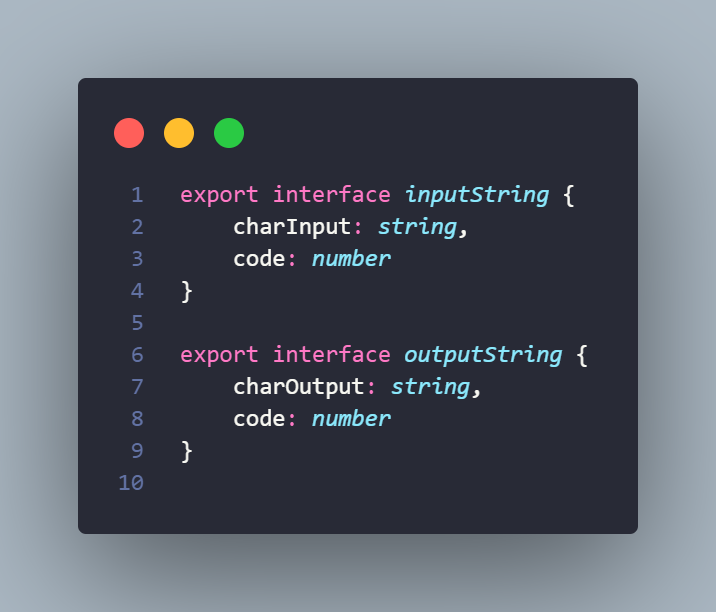 1 export interface inputString {
2     charInput: string,
3     code: number
4 }
5
6 export interface outputString {
7     charOutput: string,
8     code: number
9 }
10